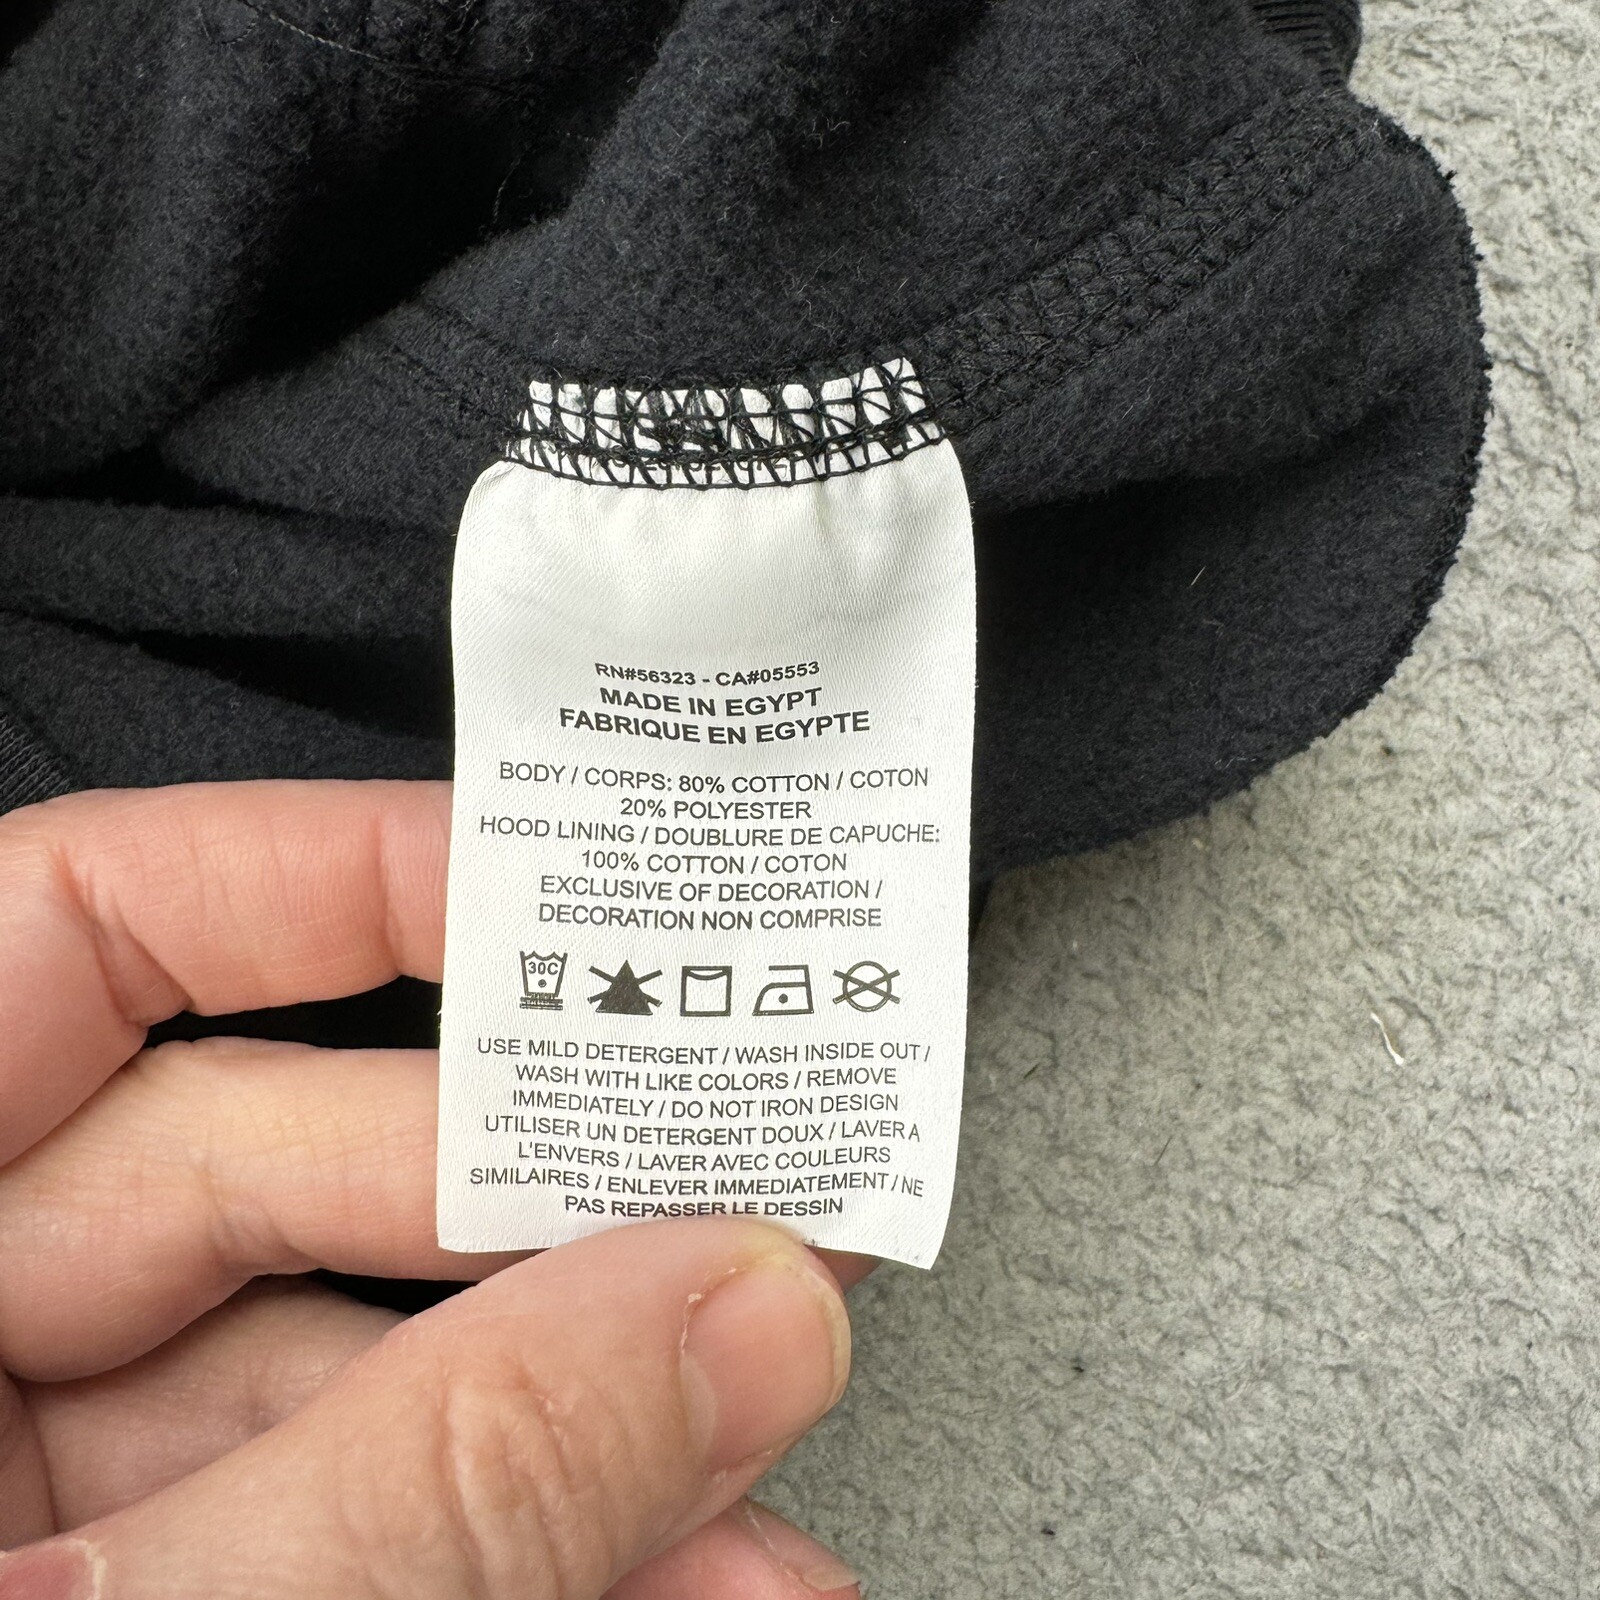 RN#56323 - CA#05553
MADE IN EGYPT
FABRIQUE EN EGYPTE
BODY / CORPS: 80% COTTON / COTON
20% POLYESTER
HOOD LINING / DOUBLURE DE CAPUCHE:
100% COTTON / COTON
EXCLUSIVE OF DECORATION /
DECORATION NON COMPRISE
30C
USE MILD DETERGENT / WASH INSIDE OUT /
WASH WITH LIKE COLORS / REMOVE
IMMEDIATELY / DO NOT IRON DESIGN
UTILISER UN DETERGENT DOUX / LAVER A
L'ENVERS / LAVER AVEC COULEURS
SIMILAIRES / ENLEVER IMMEDIATEMENT / NE
PAS REPASSER LE DESSIN